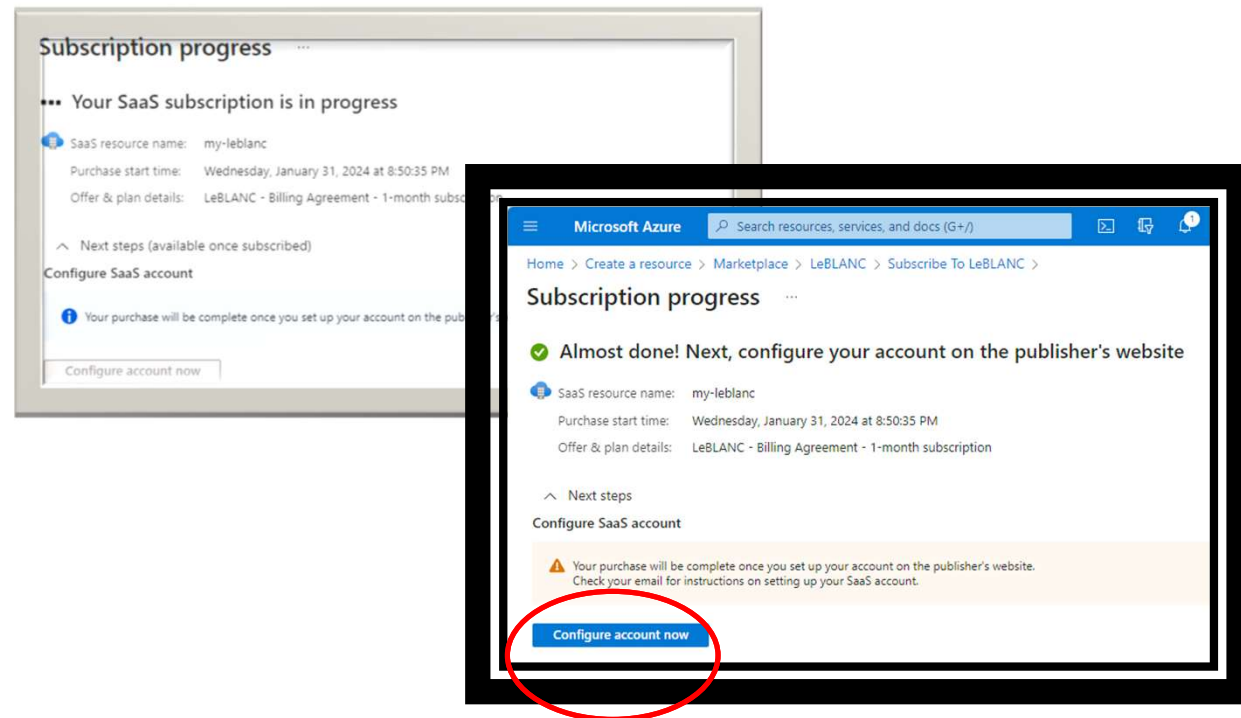 Subscription progress ...
Your SaaS subscription is in progress
SaaS resource name: my-leblanc
Purchase start time: Wednesday, January 31, 2024 at 8:50:35 PM
Offer & plan details: LeBLANC - Billing Agreement - 1-month
Next steps (available once subscribed)
Configure SaaS account
Your purchase will be complete once you set up your account on the
Configure account now
Microsoft Azure
Search resources, services, and docs (G+/)
1
Home > Create a resource > Marketplace > LeBLANC > Subscribe To LeBLANC >
Subscription progress ...
Almost done! Next, configure your account on the publisher's website
SaaS resource name: my-leblanc
Purchase start time: Wednesday, January 31, 2024 at 8:50:35 PM
Offer & plan details: LeBLANC - Billing Agreement - 1-month subscription
Next steps
Configure SaaS account
Your purchase will be complete once you set up your account on the publisher's website.
Check your email for instructions on setting up your SaaS account.
Configure account now